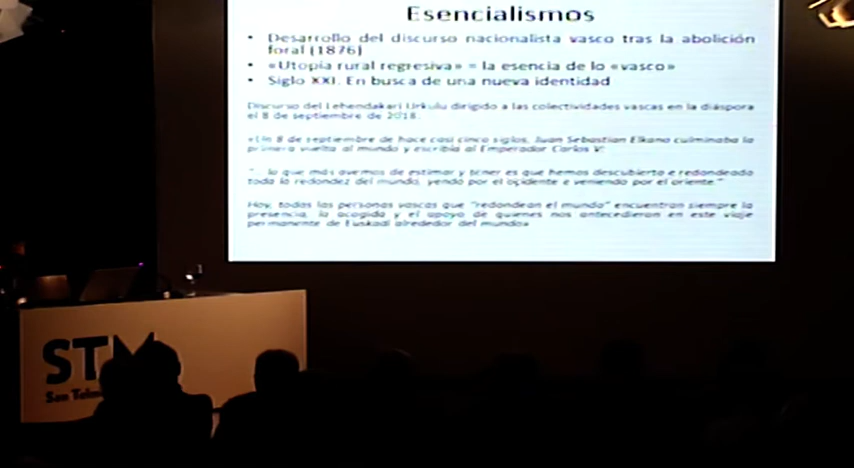 Esencialismos
• Desarrollo del discurso nacionalista vasco tras la abolición
foral (1876)
• «Utopía rural regresiva» = la esencia de lo «vasco»
• Siglo XXI. En busca de una nueva identidad
Discurso del Lehendakari Urkulu dirigido a las colectividades vascas en la diáspora
el 8 de septiembre de 2018.
«Un 8 de septiembre de hace casi cinco siglos, Juan Sebastian Elkano culminaba la
primera vuelta al mundo y escribía al Emperador Carlos V:
"... lo que más avemos de estimar y tener es que hemos descubierto e redondeado
toda la redondez del mundo, yendo por el ocidente e veniendo por el oriente."
Hoy, todas las personas vascas que "redondean el mundo" encuentran siempre la
presencia, la acogida y el apoyo de quienes nos antecedieron en este viaje
permanente de Euskadi alrededor del mundo»
STM
San Telmo